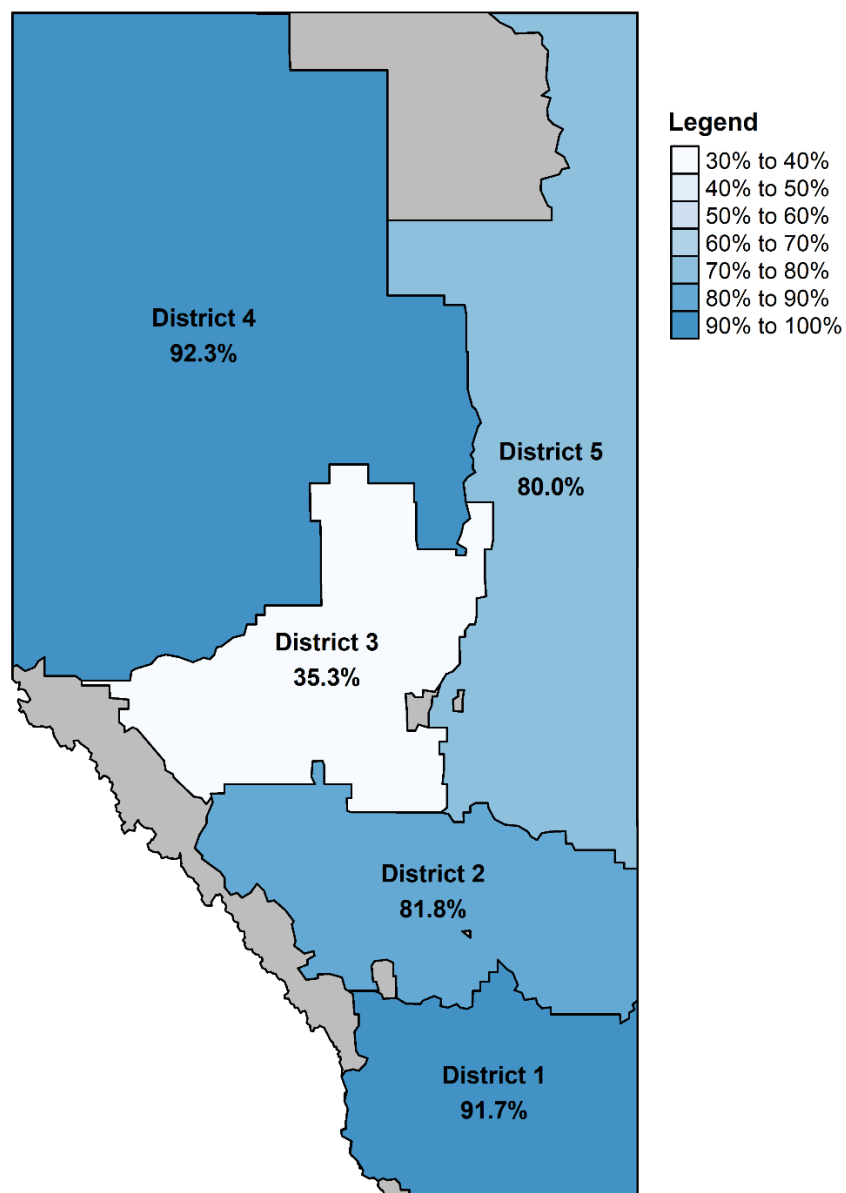 Legend
30% to 40%
40% to 50%
50% to 60%
60% to 70%
70% to 80%
80% to 90%
90% to 100%
District 4
92.3%
District 5
80.0%
District 3
35.3%
District 2
81.8%
District 1
91.7%